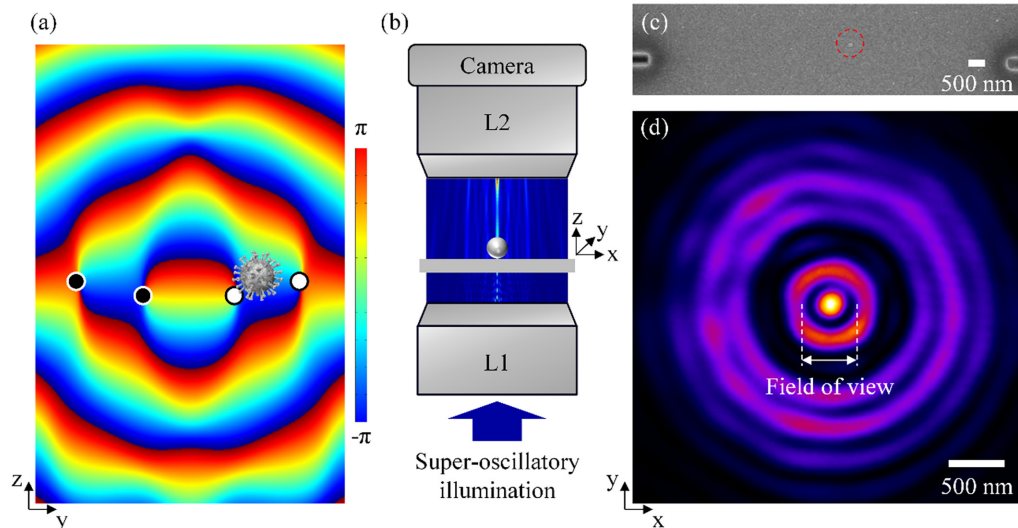 (a)
π
-π
z
y
(b)
Camera
L2
z
y
x
L1
Super-oscillatory
illumination
(c)
500 nm
(d)
Field of view
500 nm
y
x